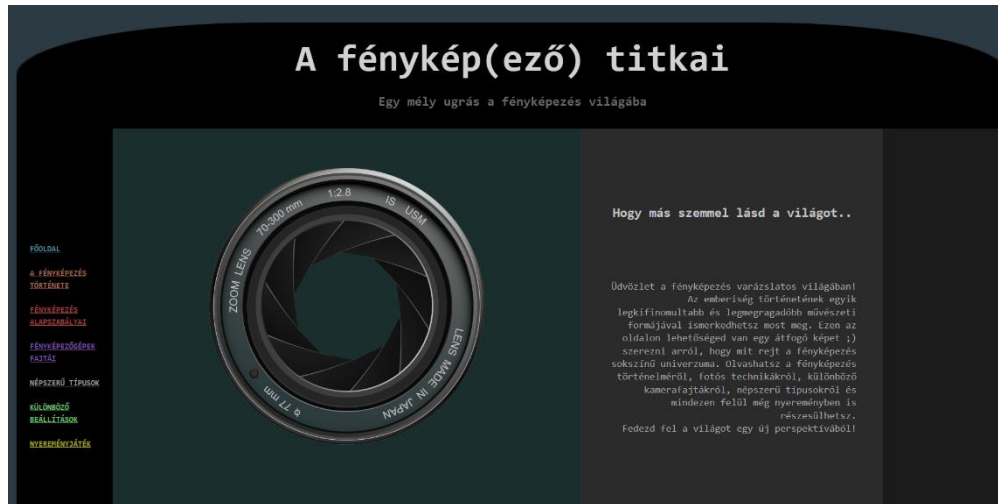 A fénykép(ező) titkai
Egy mély ugrás a fényképezés világába
FŐOLDAL
A FÉNYKÉPEZÉS
TÖRTÉNETE
FÉNYKÉPEZÉS
ALAPSZABÁLYAI
FÉNYKÉPEZŐGÉPEK
FAJTÁI
NÉPSZERŰ TÍPUSOK
KÜLÖNBÖZŐ
BEÁLLÍTÁSOK
NYEREMÉNYJÁTÉK
ZOOM LENS 70-300 mm 1:2.8 IS USM
LENS MADE IN JAPAN
ø 77 mm
Hogy más szemmel lásd a világot..
Üdvözlet a fényképezés varázslatos világában!
Az emberiség történetének egyik
legkifinomultabb és legmegragadóbb művészeti
formájával ismerkedhetsz most meg. Ezen az
oldalon lehetőséged van egy átfogó képet ;)
szerezni arról, hogy mit rejt a fényképezés
sokszínű univerzuma. Olvashatsz a fényképezés
történelméről, fotós technikákról, különböző
kamerafajtákról, népszerű típusokról és
mindezen felül még nyereményben is
részesülhetsz.
Fedezd fel a világot egy új perspektívából!